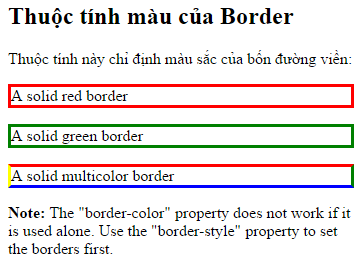 Thuộc tính màu của Border
Thuộc tính này chỉ định màu sắc của bốn đường viền:
A solid red border
A solid green border
A solid multicolor border
Note: The "border-color" property does not work if it
is used alone. Use the "border-style" property to set
the borders first.